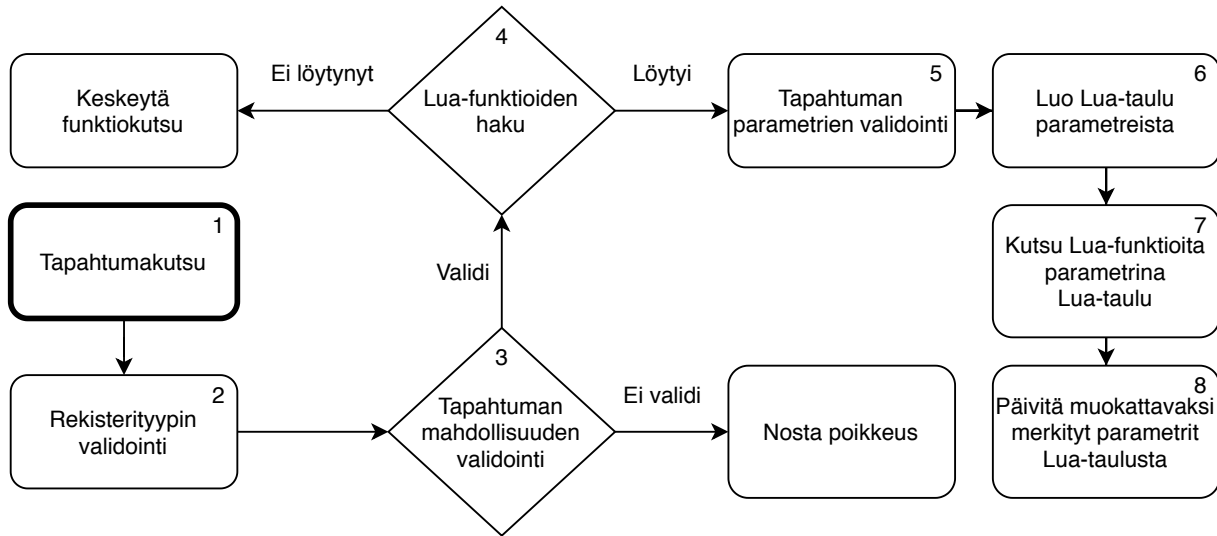 4
Lua-funktioiden
haku
Ei löytynyt
Löytyi
Keskeytä
funktiokutsu
5
Tapahtuman
parametrien validointi
6
Luo Lua-taulu
parametreista
1
Tapahtumakutsu
Validi
7
Kutsu Lua-funktioita
parametrina
Lua-taulu
2
Rekisterityypin
validointi
3
Tapahtuman
mahdollisuuden
validointi
Ei validi
Nosta poikkeus
8
Päivitä muokattavaksi
merkityt parametrit
Lua-taulusta